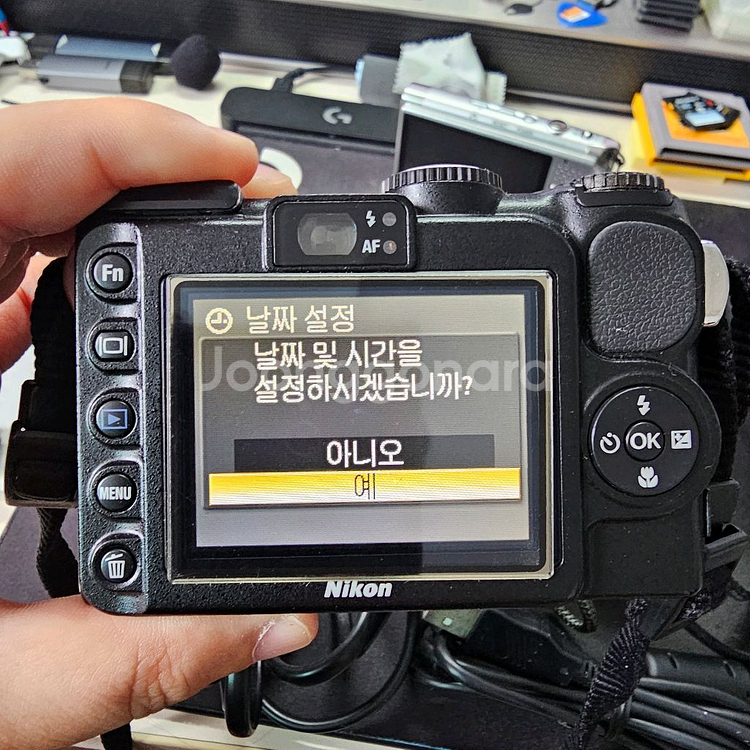 Fn
AF
날짜 설정
날짜 및 시간을
설정하시겠습니까?
아니오
예
MENU
OK
Nikon
Joonggonara